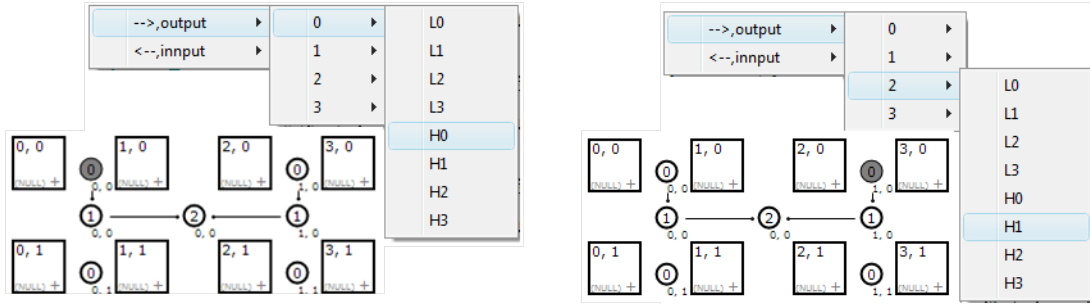 -->,output 0 L0
<--,innput 1 L1
2 L2
3 L3
H0
H1
H2
H3
0, 0 0 1, 0 2, 0 0 3, 0
(NULL) + 0, 0 (NULL) + (NULL) + 1, 0 (NULL) +
1 2 1
0, 0 0, 0 1, 0
0, 1 0 1, 1 2, 1 0 3, 1
(NULL) + 0, 1 (NULL) + (NULL) + 1, 1 (NULL) +
-->,output 0
<--,innput 1
2 L0
3 L1
L2
L3
H0
H1
H2
H3
0, 0 0 1, 0 2, 0 0 3, 0
(NULL) + 0, 0 (NULL) + (NULL) + 1, 0 (NULL) +
1 2 1
0, 0 0, 0 1, 0
0, 1 0 1, 1 2, 1 0 3, 1
(NULL) + 0, 1 (NULL) + (NULL) + 1, 1 (NULL) +